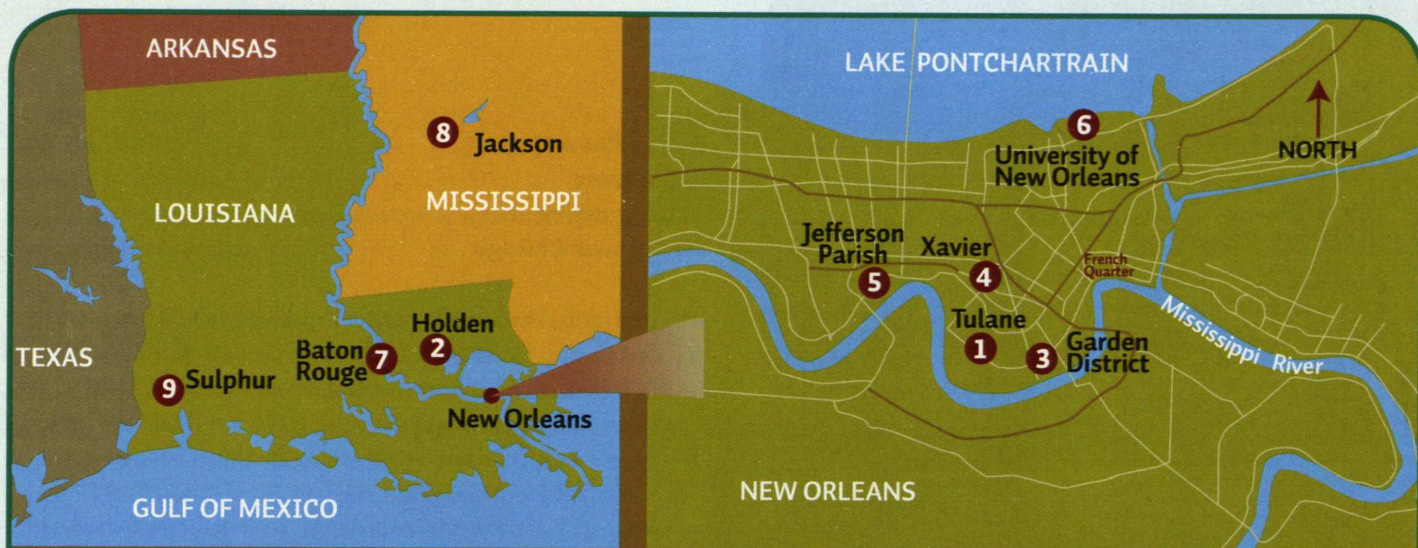 ARKANSAS
8
Jackson
LOUISIANA
MISSISSIPPI
Holden
2
TEXAS
Baton
Rouge
7
9
Sulphur
New Orleans
GULF OF MEXICO
LAKE PONTCHARTRAIN
6
University of
New Orleans
NORTH
Jefferson
Parish
5
Xavier
4
French
Quarter
Tulane
1
3
Garden
District
Mississippi River
NEW ORLEANS